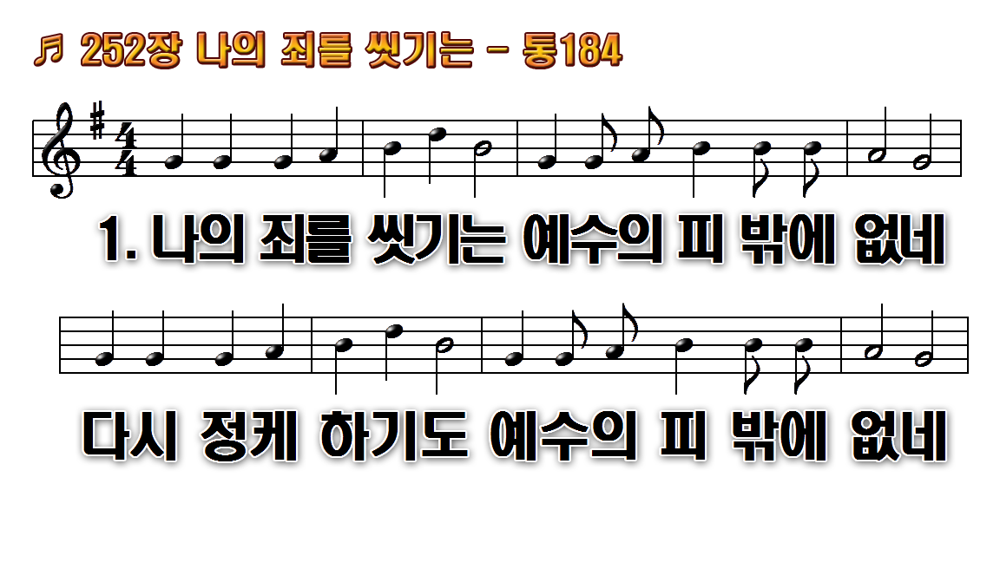 ♬ 252장 나의 죄를 씻기는 - 통184
1. 나의 죄를 씻기는 예수의 피 밖에 없네
다시 정케 하기도 예수의 피 밖에 없네